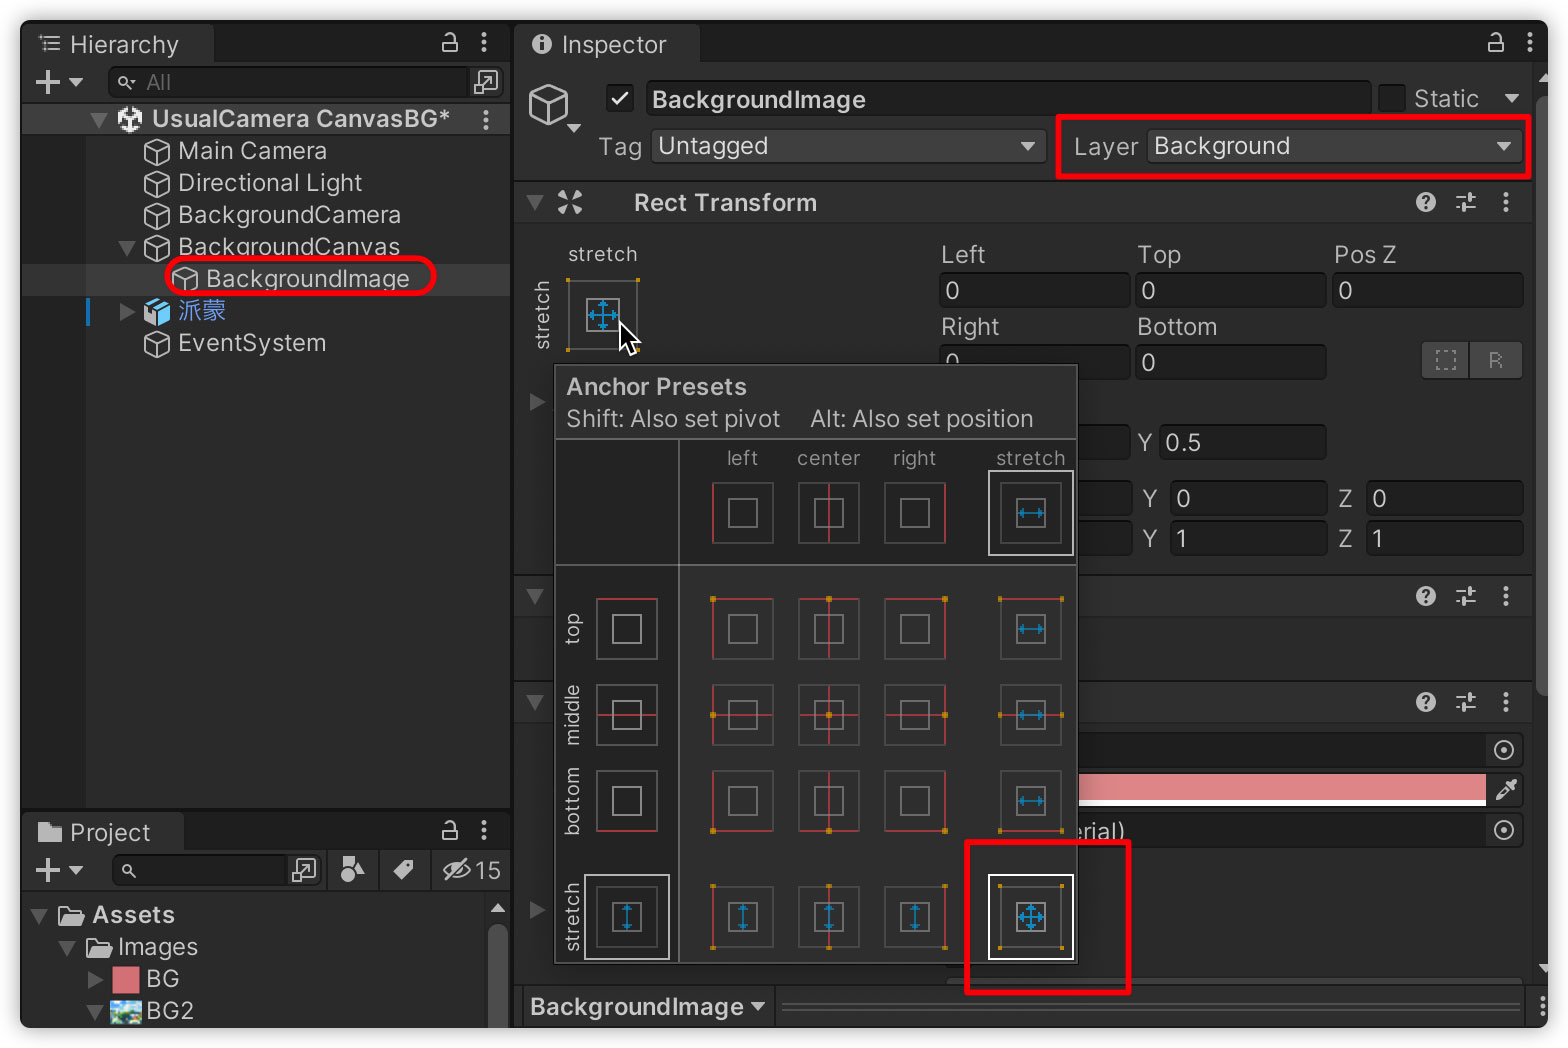 Hierarchy
All
UsualCamera CanvasBG*
Main Camera
Directional Light
BackgroundCamera
BackgroundCanvas
BackgroundImage
派蒙
EventSystem
Project
15
Assets
Images
BG
BG2
Inspector
BackgroundImage
Static
Tag Untagged
Layer Background
Rect Transform
stretch
stretch
Left Top Pos Z
0 0 0
Right Bottom
0 0
R
Y 0.5
Y 0 Z 0
Y 1 Z 1
Anchor Presets
Shift: Also set pivot Alt: Also set position
left center right stretch
top
middle
bottom
stretch
erial)
BackgroundImage